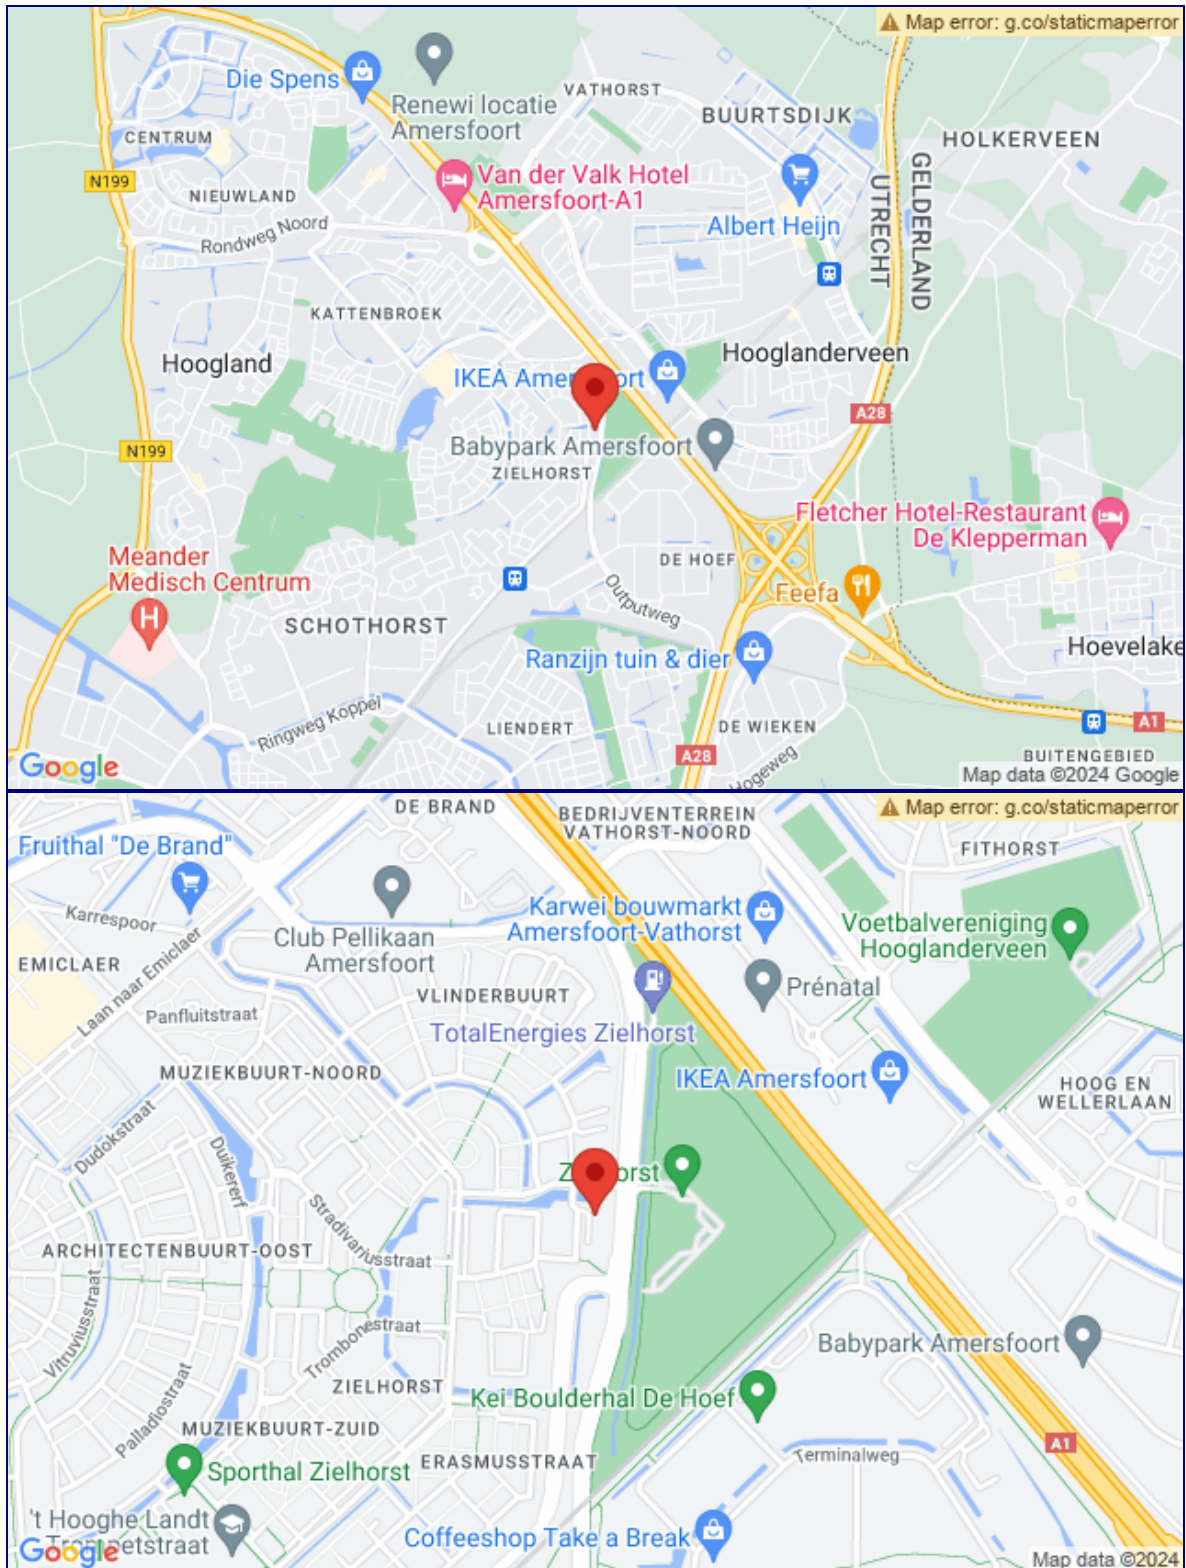 Map error: g.co/staticmaperror
Die Spens
Renewi locatie
Amersfoort
VATHORST
BUURTSDIJK
HOLKERVEEN
CENTRUM
N199
NIEUWLAND
Van der Valk Hotel
Amersfoort-A1
Albert Heijn
GELDERLAND
UTRECHT
Rondweg Noord
KATTENBROEK
Hoogland
Hooglanderveen
IKEA Amersfoort
A28
N199
Babypark Amersfoort
ZIELHORST
Fletcher Hotel-Restaurant
De Klepperman
Meander
Medisch Centrum
DE HOEF
Feefa
Outputweg
SCHOTHORST
Hoevelake
Ranzijn tuin & dier
Ringweg Koppel
LIENDERT
DE WIEKEN
A1
A28
Hogeweg
BUITENGEBIED
Google
Map data ©2024 Google
DE BRAND
BEDRIJVENTERREIN
VATHORST-NOORD
Map error: g.co/staticmaperror
Fruithal "De Brand"
FITHORST
Karrespoor
Karwei bouwmarkt
Amersfoort-Vathorst
Voetbalvereniging
Hooglanderveen
Club Pellikaan
Amersfoort
EMICLAER
Laan naar Emiclaer
VLINDERBUURT
Prénatal
Panfluitstraat
TotalEnergies Zielhorst
MUZIEKBUURT-NOORD
IKEA Amersfoort
HOOG EN
WELLERLAAN
Dudokstraat
Duikererf
Zielhorst
Stradivariusstraat
ARCHITECTENBUURT-OOST
Vitruviusstraat
Trombonestraat
Babypark Amersfoort
ZIELHORST
Kei Boulderhal De Hoef
Palladiostraat
MUZIEKBUURT-ZUID
A1
Terminalweg
Sporthal Zielhorst
ERASMUSSTRAAT
't Hooghe Landt
Trompetstraat
Coffeeshop Take a Break
Google
Map data ©2024